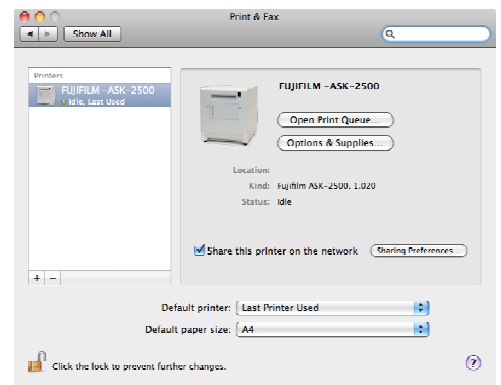 Print & Fax
Show All
Printers
FUJIFILM -ASK-2500
Idle, Last Used
FUJIFILM -ASK-2500
Open Print Queue...
Options & Supplies...
Location:
Kind: Fujifilm ASK-2500, 1.020
Status: Idle
Share this printer on the network
Sharing Preferences...
+ -
Default printer: Last Printer Used
Default paper size: A4
Click the lock to prevent further changes.
?